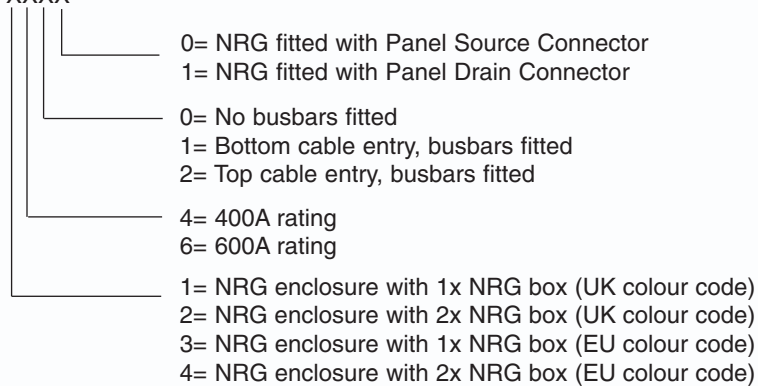 0= NRG fitted with Panel Source Connector
1= NRG fitted with Panel Drain Connector
0= No busbars fitted
1= Bottom cable entry, busbars fitted
2= Top cable entry, busbars fitted
4= 400A rating
6= 600A rating
1= NRG enclosure with 1x NRG box (UK colour code)
2= NRG enclosure with 2x NRG box (UK colour code)
3= NRG enclosure with 1x NRG box (EU colour code)
4= NRG enclosure with 2x NRG box (EU colour code)